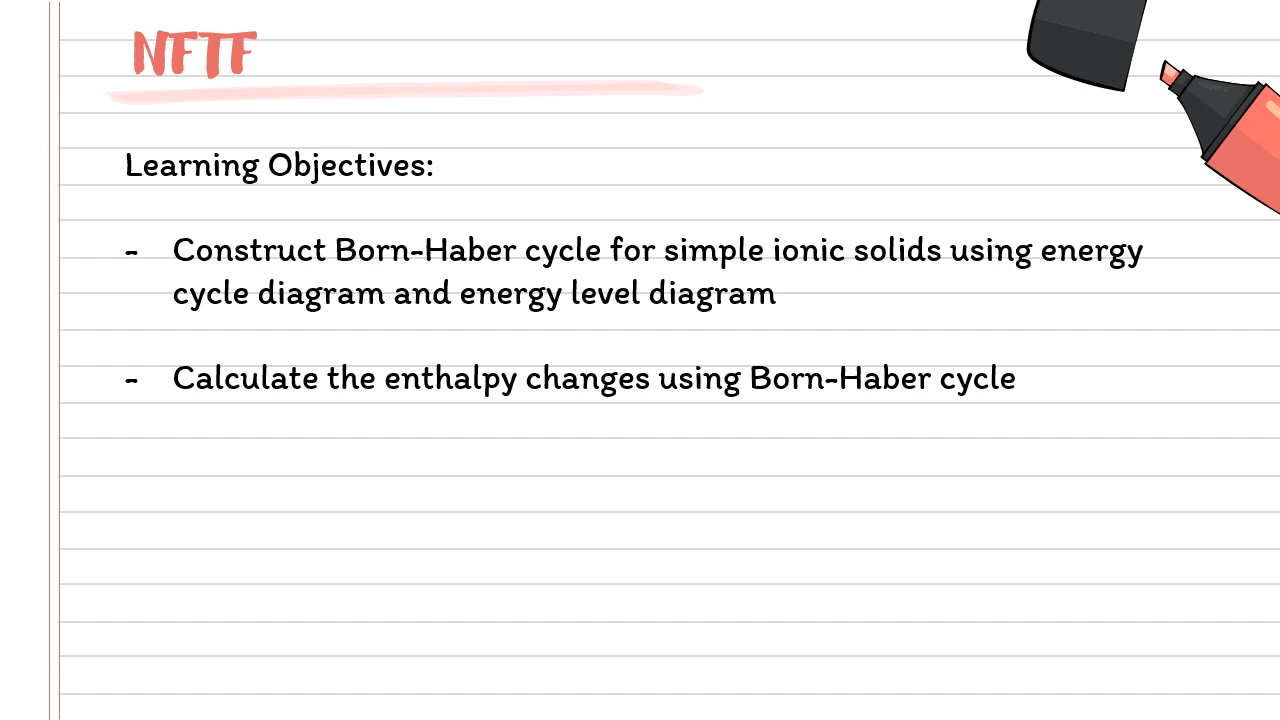 NFTF
Learning Objectives:
- Construct Born-Haber cycle for simple ionic solids using energy
cycle diagram and energy level diagram
- Calculate the enthalpy changes using Born-Haber cycle